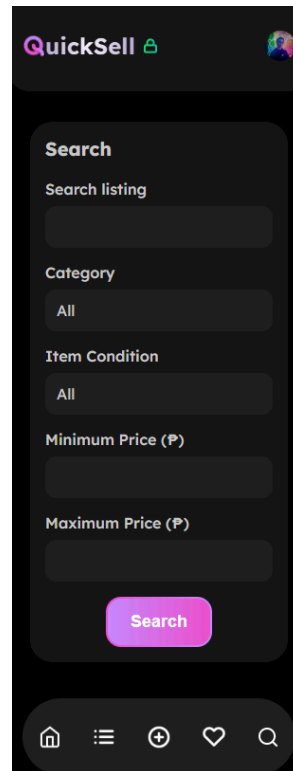 QuickSell
Search
Search listing
Category
All
Item Condition
All
Minimum Price (₱)
Maximum Price (₱)
Search